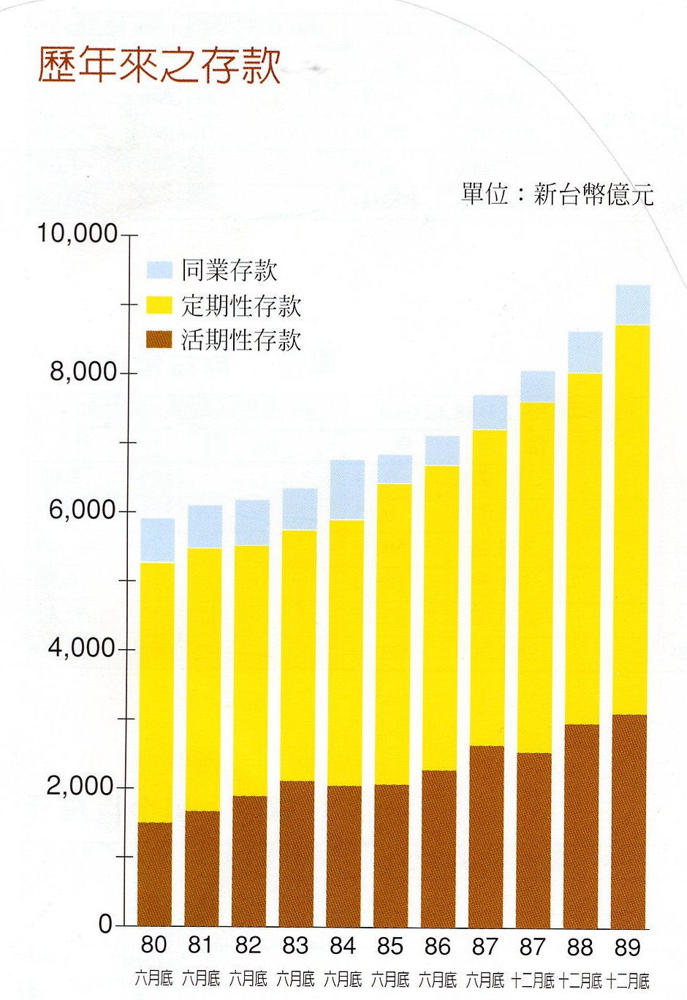 歷年來之存款
單位：新台幣億元
10,000
同業存款
定期性存款
活期性存款
8,000
6,000
4,000
2,000
0
80 81 82 83 84 85 86 87 87 88 89
六月底 六月底 六月底 六月底 六月底 六月底 六月底 六月底 十二月底 十二月底 十二月底